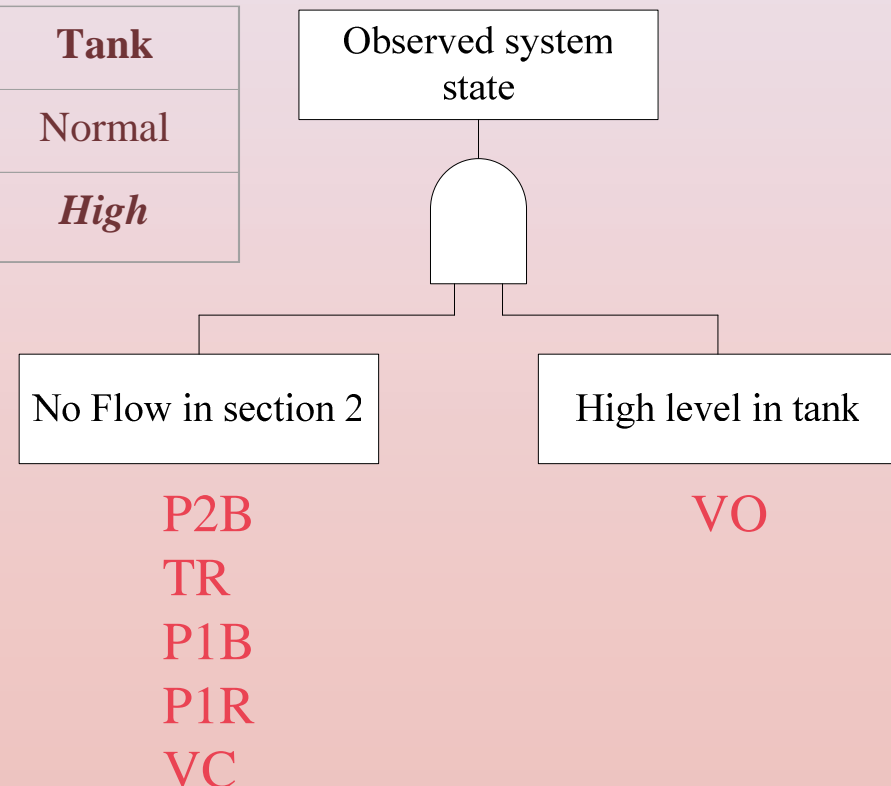 Tank
Normal
High
Observed system
state
No Flow in section 2
High level in tank
P2B
TR
P1B
P1R
VC
VO